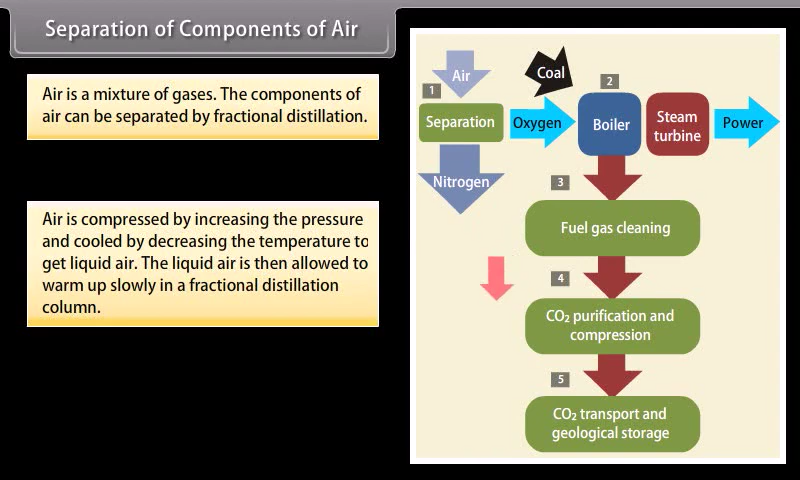 Separation of Components of Air
Air is a mixture of gases. The components of
air can be separated by fractional distillation.
Air is compressed by increasing the pressure
and cooled by decreasing the temperature to
get liquid air. The liquid air is then allowed to
warm up slowly in a fractional distillation
column.
Air
Coal
1
2
Separation
Oxygen
Boiler
Steam
turbine
Power
Nitrogen
3
Fuel gas cleaning
4
CO₂ purification and
compression
5
CO₂ transport and
geological storage